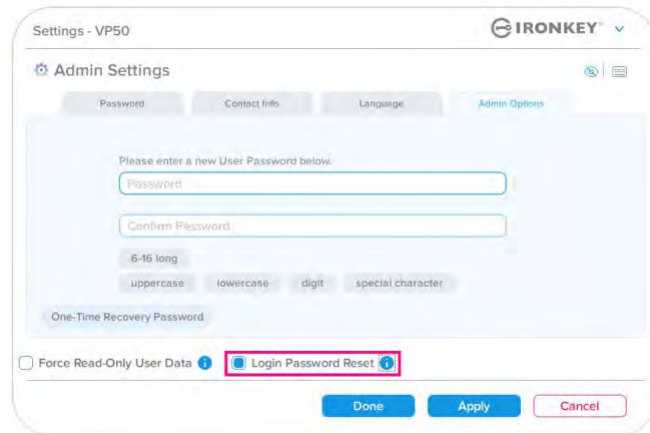 Settings - VP50
IRONKEY™
Admin Settings
Password Contact Info Language Admin Options
Please enter a new User Password below.
Password
Confirm Password
6-16 long
uppercase lowercase digit special character
One-Time Recovery Password
Force Read-Only User Data i Login Password Reset i
Done Apply Cancel